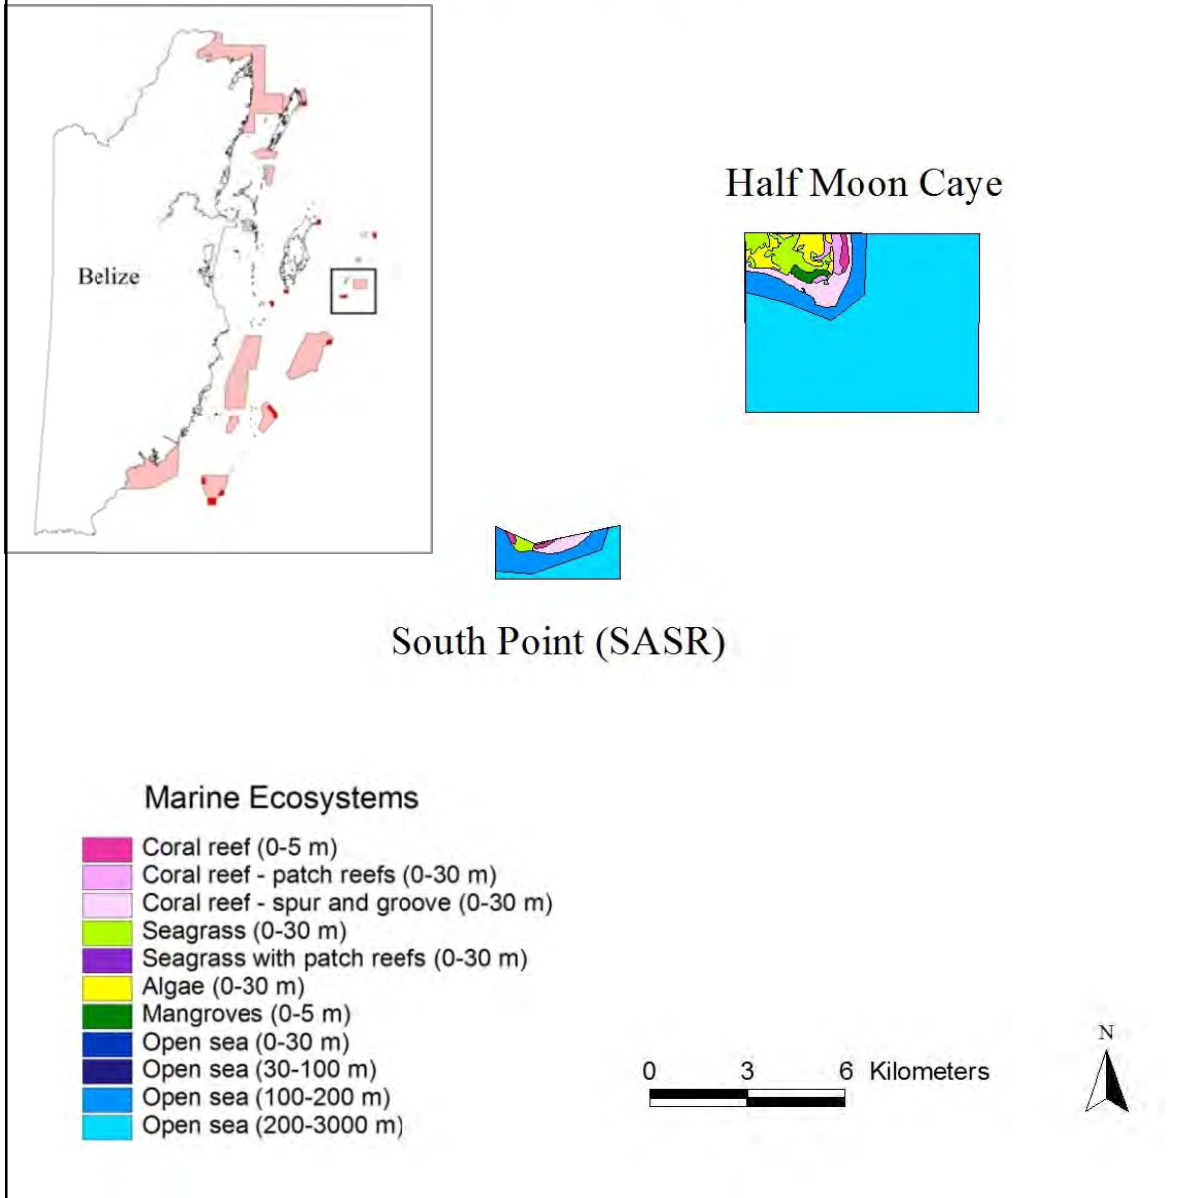 Belize
Half Moon Caye
South Point (SASR)
Marine Ecosystems
Coral reef (0-5 m)
Coral reef - patch reefs (0-30 m)
Coral reef - spur and groove (0-30 m)
Seagrass (0-30 m)
Seagrass with patch reefs (0-30 m)
Algae (0-30 m)
Mangroves (0-5 m)
Open sea (0-30 m)
Open sea (30-100 m)
Open sea (100-200 m)
Open sea (200-3000 m)
0 3 6 Kilometers
N